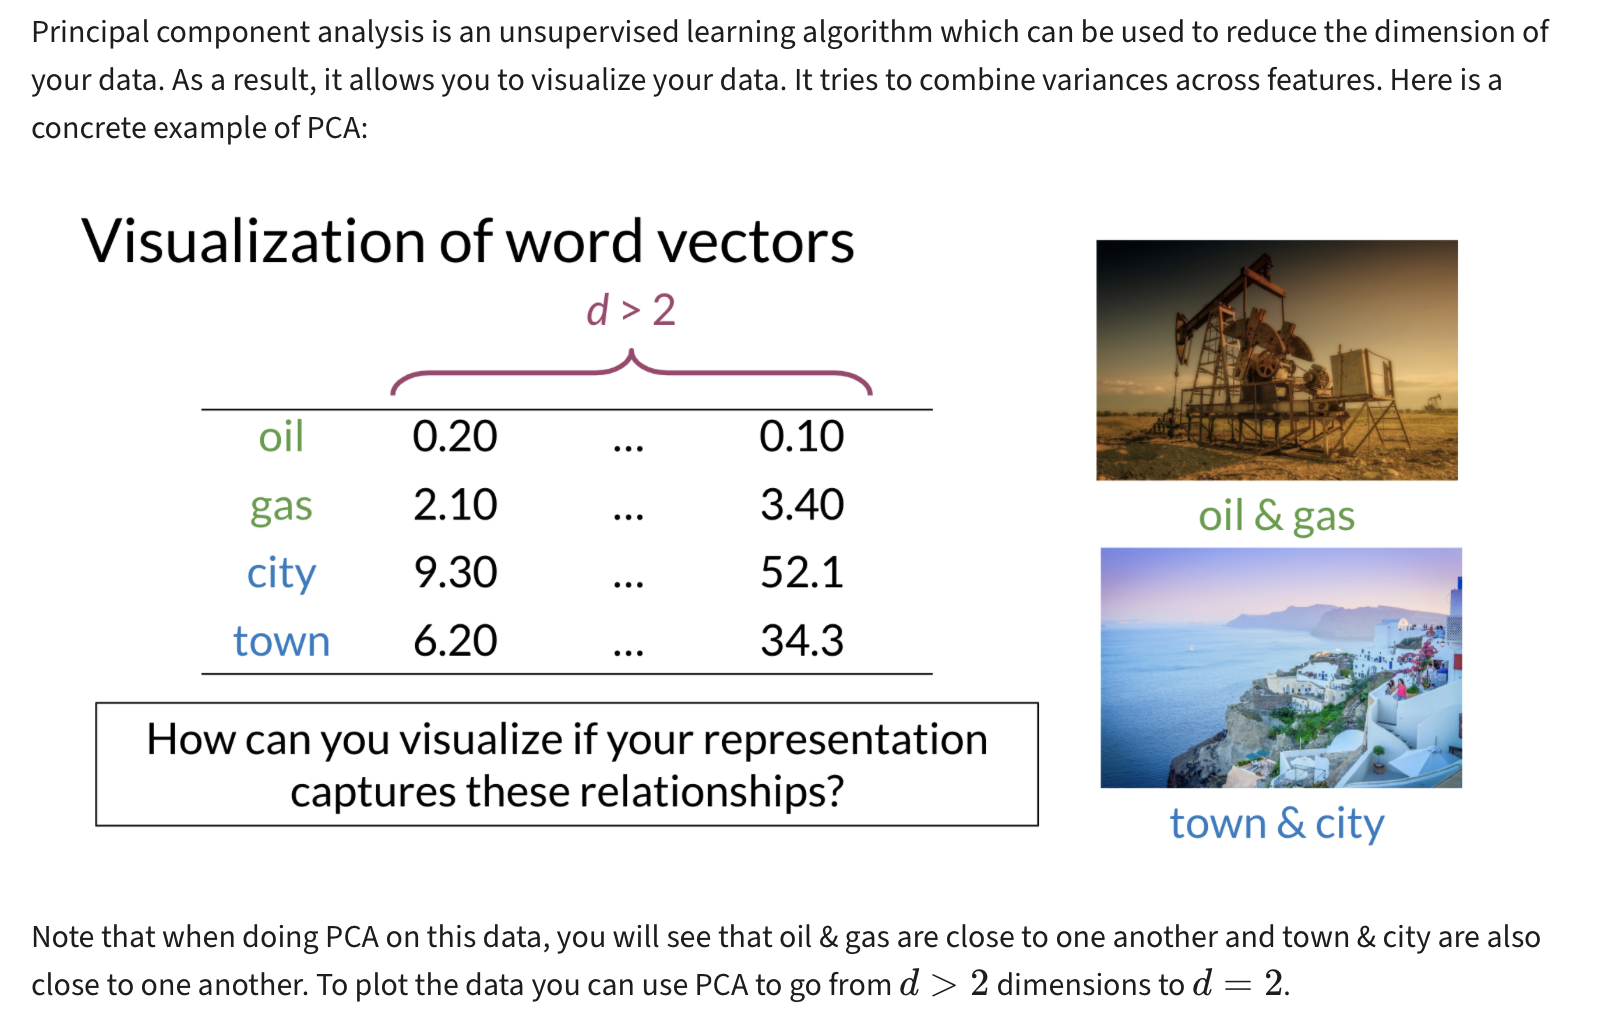 Principal component analysis is an unsupervised learning algorithm which can be used to reduce the dimension of
your data. As a result, it allows you to visualize your data. It tries to combine variances across features. Here is a
concrete example of PCA:
Visualization of word vectors
d > 2
oil 0.20 ... 0.10
gas 2.10 ... 3.40
city 9.30 ... 52.1
town 6.20 ... 34.3
How can you visualize if your representation
captures these relationships?
oil & gas
town & city
Note that when doing PCA on this data, you will see that oil & gas are close to one another and town & city are also
close to one another. To plot the data you can use PCA to go from d > 2 dimensions to d = 2.